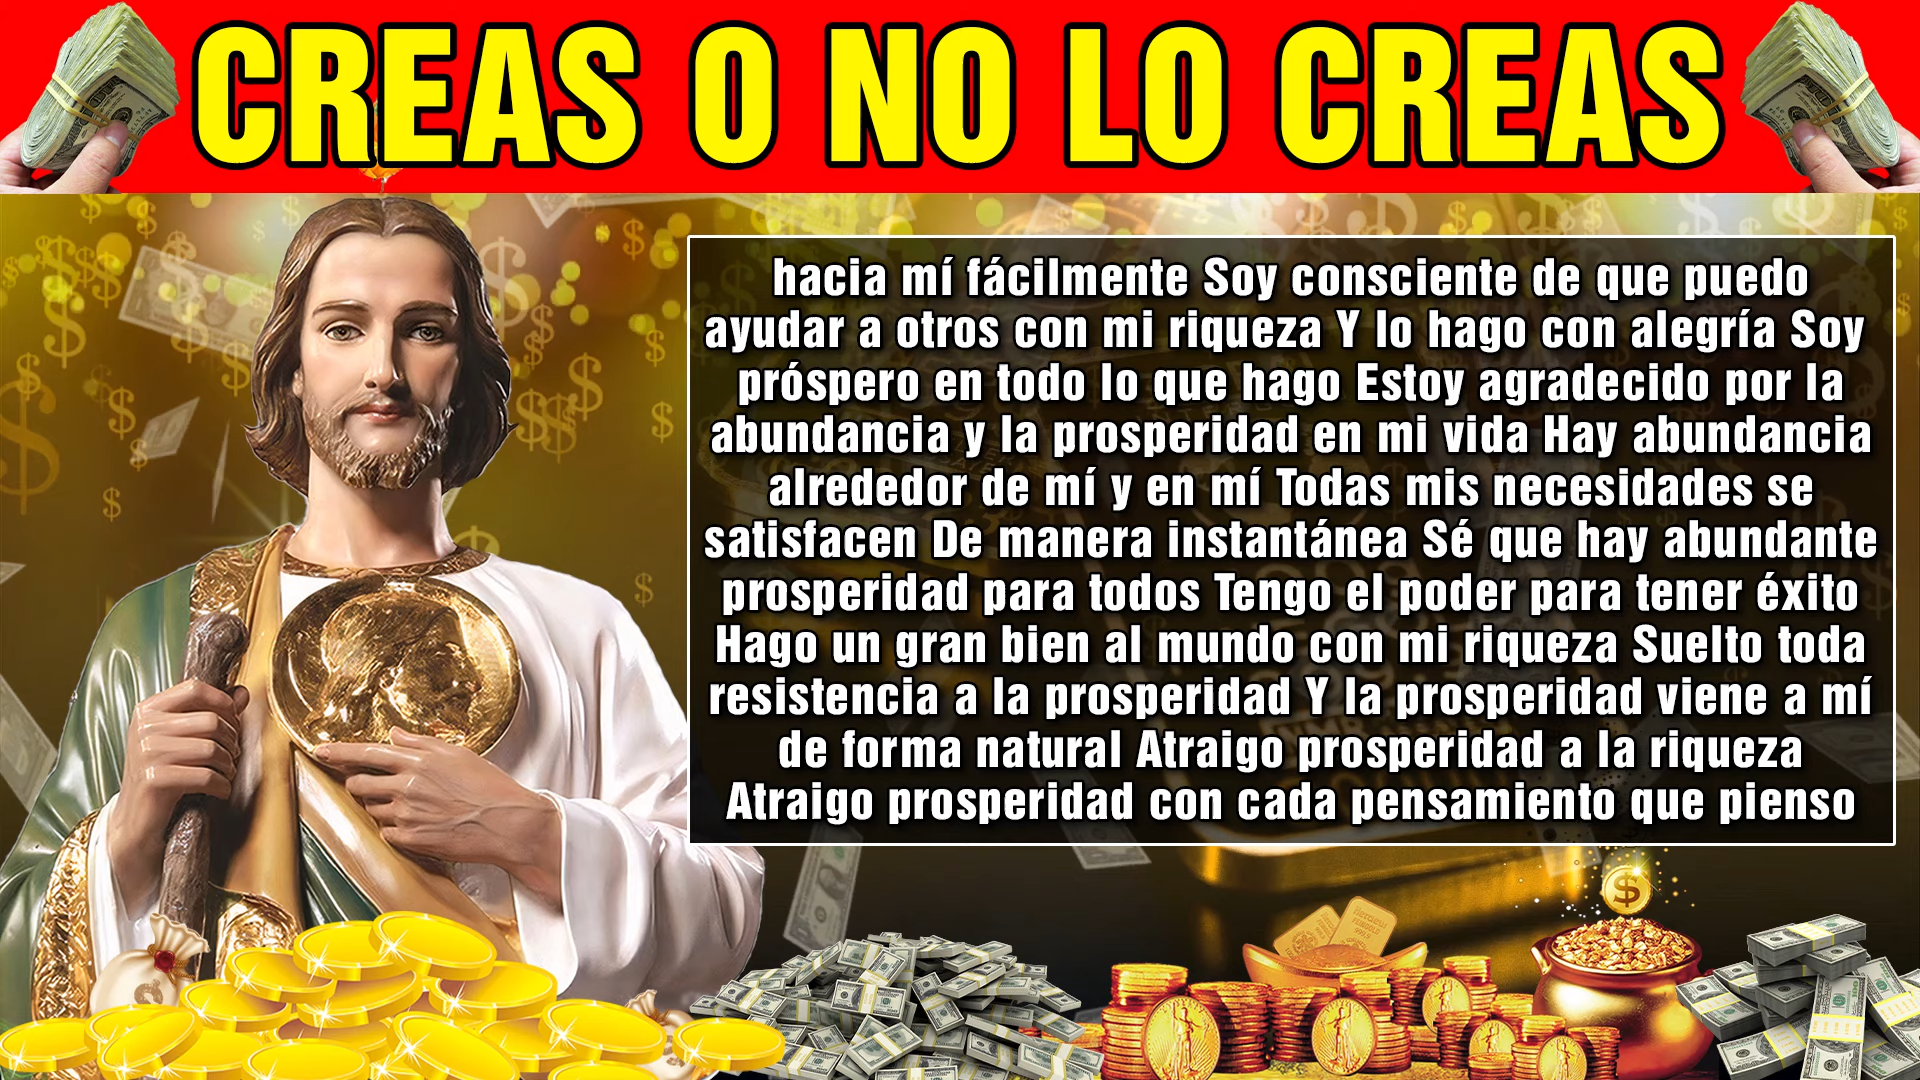 CREAS O NO LO CREAS
hacia mí fácilmente Soy consciente de que puedo
ayudar a otros con mi riqueza Y lo hago con alegría Soy
próspero en todo lo que hago Estoy agradecido por la
abundancia y la prosperidad en mi vida Hay abundancia
alrededor de mí y en mí Todas mis necesidades se
satisfacen De manera instantánea Sé que hay abundante
prosperidad para todos Tengo el poder para tener éxito
Hago un gran bien al mundo con mi riqueza Suelto toda
resistencia a la prosperidad Y la prosperidad viene a mí
de forma natural Atraigo prosperidad a la riqueza
Atraigo prosperidad con cada pensamiento que pienso